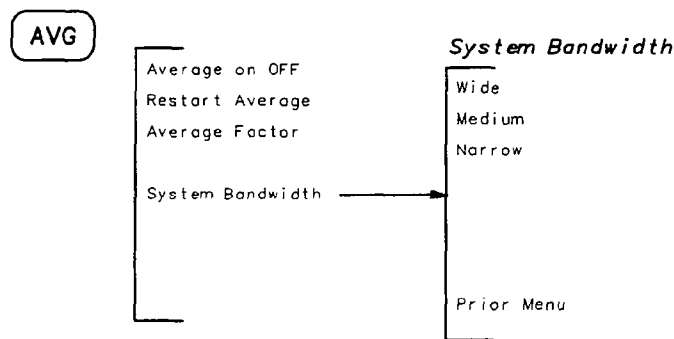 AVG
Average on OFF
Restart Average
Average Factor
System Bandwidth
System Bandwidth
Wide
Medium
Narrow
Prior Menu